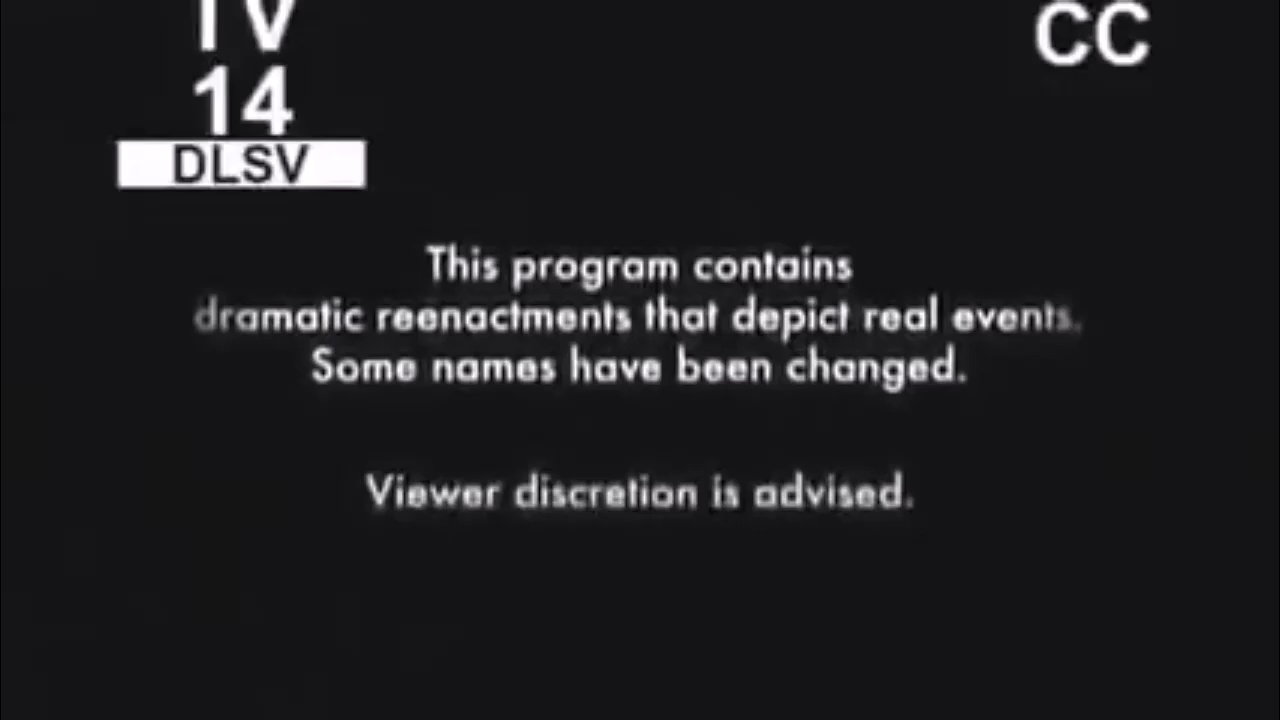 TV
CC
14
DLSV
This program contains
dramatic reenactments that depict real events.
Some names have been changed.
Viewer discretion is advised.